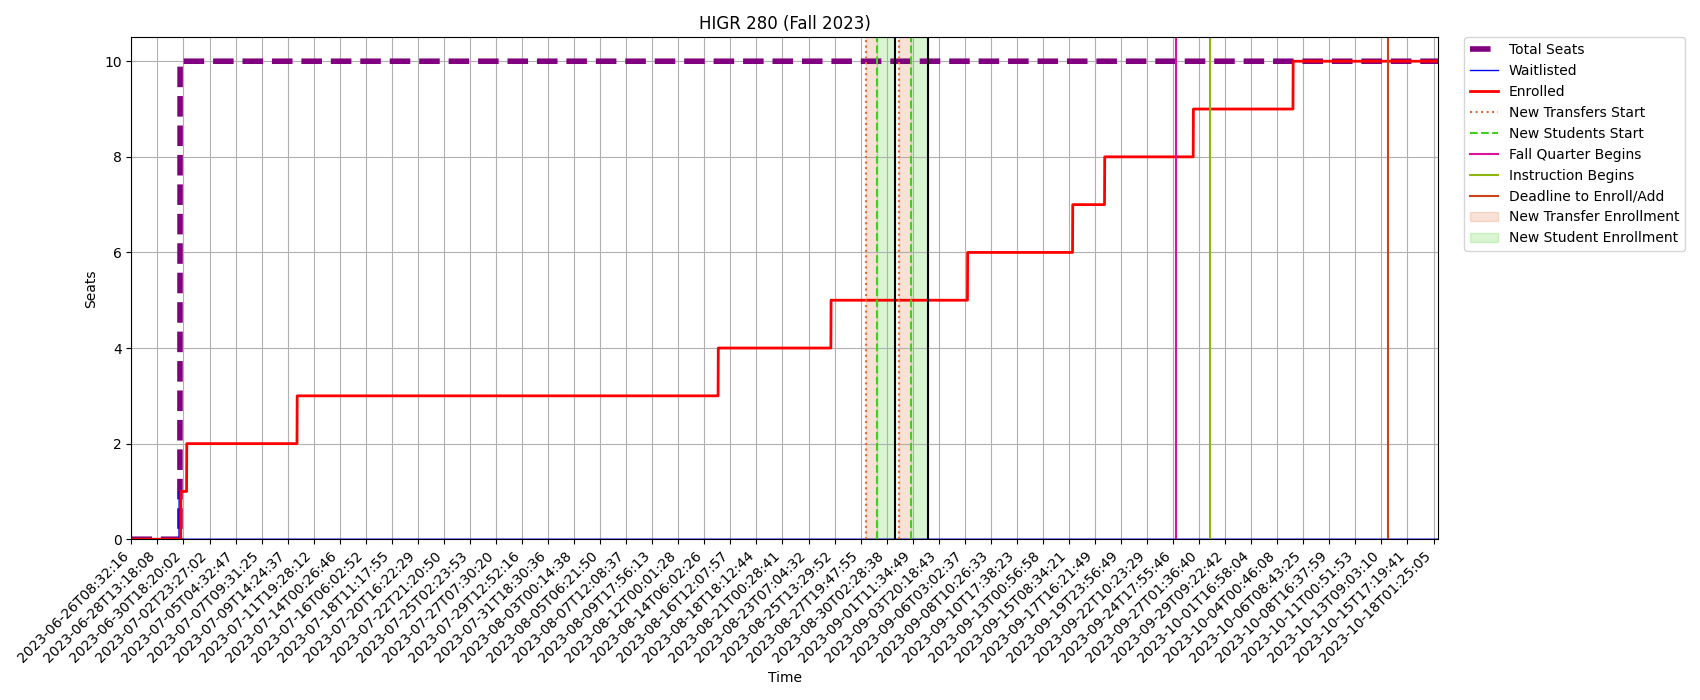 HIGR 280 (Fall 2023)
10
8
6
4
2
0
Seats
2023-06-26T08:32:16
2023-06-28T13:18:08
2023-06-30T18:20:02
2023-07-02T23:27:02
2023-07-05T04:32:47
2023-07-07T09:31:25
2023-07-09T14:24:37
2023-07-11T19:28:12
2023-07-14T00:26:46
2023-07-16T06:02:52
2023-07-18T11:17:55
2023-07-20T16:22:29
2023-07-22T21:20:50
2023-07-25T02:23:53
2023-07-27T07:30:20
2023-07-29T12:52:16
2023-07-31T18:30:36
2023-08-03T00:14:38
2023-08-05T06:21:50
2023-08-07T12:08:37
2023-08-09T17:56:13
2023-08-12T00:01:28
2023-08-14T06:02:26
2023-08-16T12:07:57
2023-08-18T18:12:44
2023-08-21T00:28:41
2023-08-23T07:04:32
2023-08-25T13:29:52
2023-08-27T19:47:55
2023-08-30T02:28:38
2023-09-01T11:34:49
2023-09-03T20:18:43
2023-09-06T03:02:37
2023-09-08T10:26:33
2023-09-10T17:38:23
2023-09-13T00:56:58
2023-09-15T08:34:21
2023-09-17T16:21:49
2023-09-19T23:56:49
2023-09-22T10:23:29
2023-09-24T17:55:46
2023-09-27T01:36:40
2023-09-29T09:22:42
2023-10-01T16:58:04
2023-10-04T00:46:08
2023-10-06T08:43:25
2023-10-08T16:37:59
2023-10-11T00:51:53
2023-10-13T09:03:10
2023-10-15T17:19:41
2023-10-18T01:25:05
Time
Total Seats
Waitlisted
Enrolled
New Transfers Start
New Students Start
Fall Quarter Begins
Instruction Begins
Deadline to Enroll/Add
New Transfer Enrollment
New Student Enrollment